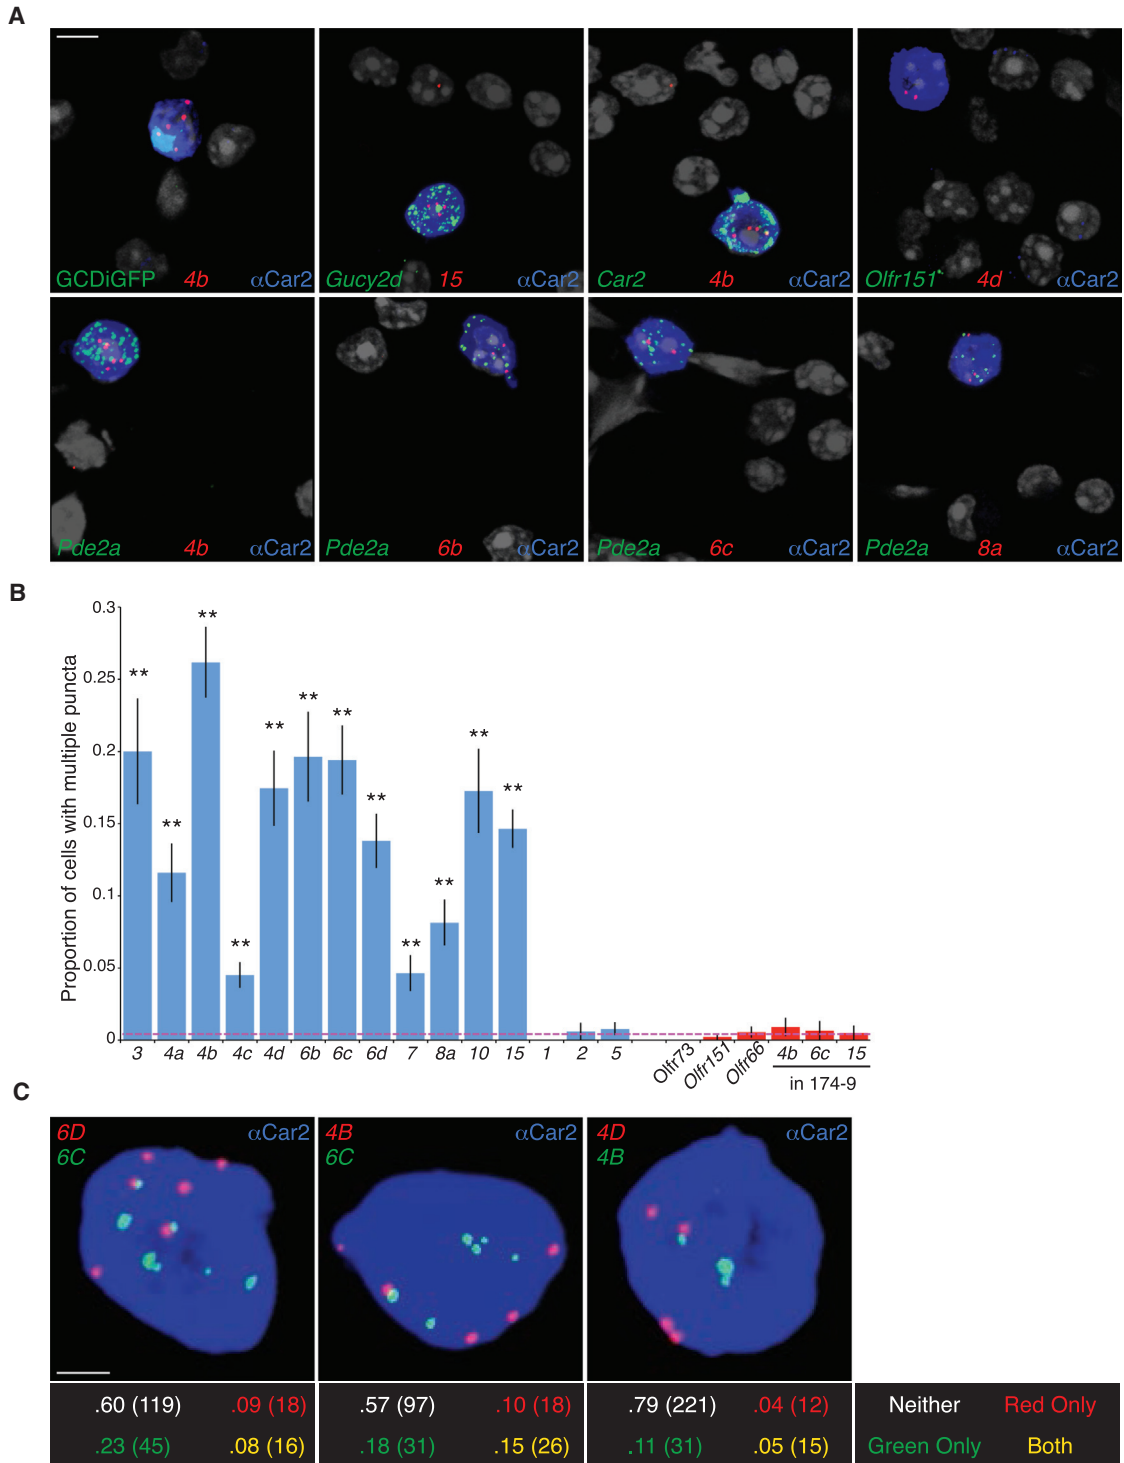 A
GCDiGFP 4b αCar2
Gucy2d 15 αCar2
Car2 4b αCar2
Olfr151 4d αCar2
Pde2a 4b αCar2
Pde2a 6b αCar2
Pde2a 6c αCar2
Pde2a 8a αCar2
B
Proportion of cells with multiple puncta
0.3
0.25
0.2
0.15
0.1
0.05
0
** ** ** ** ** ** ** ** ** ** ** **
3 4a 4b 4c 4d 6b 6c 6d 7 8a 10 15 1 2 5 Olfr73 Olfr151 Olfr66 4b 6c 15
in 174-9
C
6D αCar2
6C
4B αCar2
6C
4D αCar2
4B
.60 (119) .09 (18)
.23 (45) .08 (16)
.57 (97) .10 (18)
.18 (31) .15 (26)
.79 (221) .04 (12)
.11 (31) .05 (15)
Neither Red Only
Green Only Both